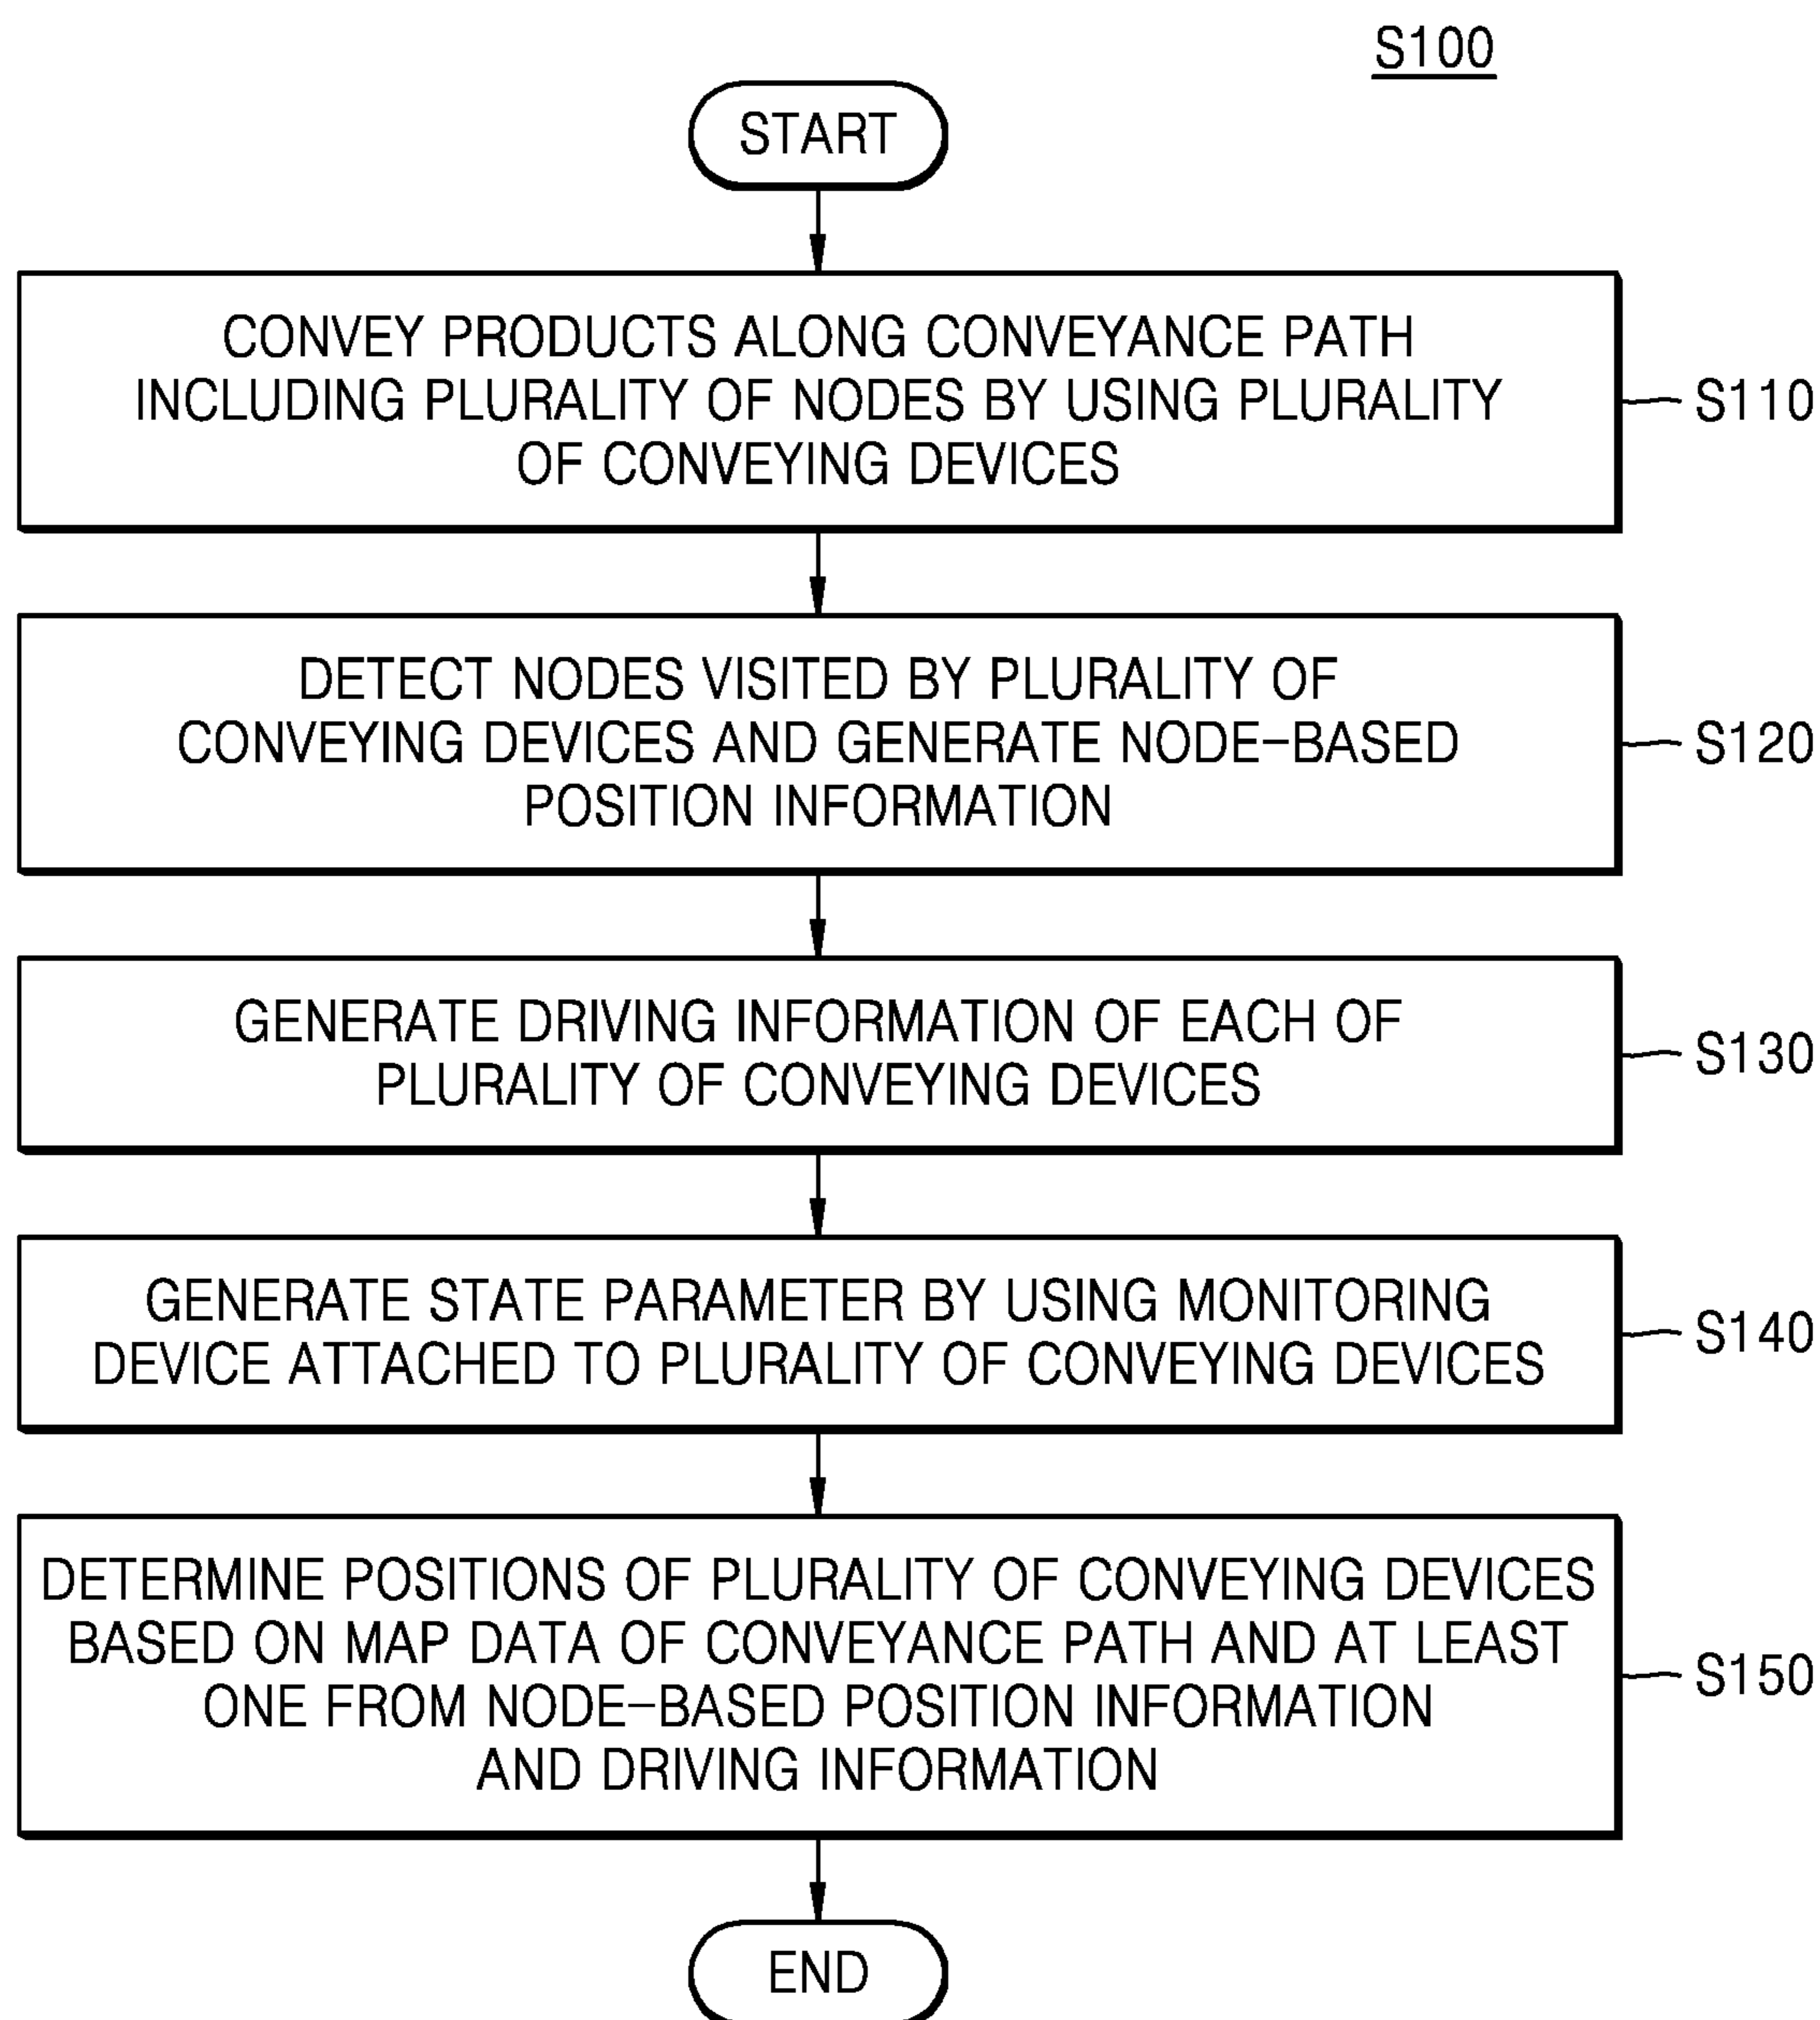 S100
START
CONVEY PRODUCTS ALONG CONVEYANCE PATH
INCLUDING PLURALITY OF NODES BY USING PLURALITY
OF CONVEYING DEVICES
S110
DETECT NODES VISITED BY PLURALITY OF
CONVEYING DEVICES AND GENERATE NODE-BASED
POSITION INFORMATION
S120
GENERATE DRIVING INFORMATION OF EACH OF
PLURALITY OF CONVEYING DEVICES
S130
GENERATE STATE PARAMETER BY USING MONITORING
DEVICE ATTACHED TO PLURALITY OF CONVEYING DEVICES
S140
DETERMINE POSITIONS OF PLURALITY OF CONVEYING DEVICES
BASED ON MAP DATA OF CONVEYANCE PATH AND AT LEAST
ONE FROM NODE-BASED POSITION INFORMATION
AND DRIVING INFORMATION
S150
END